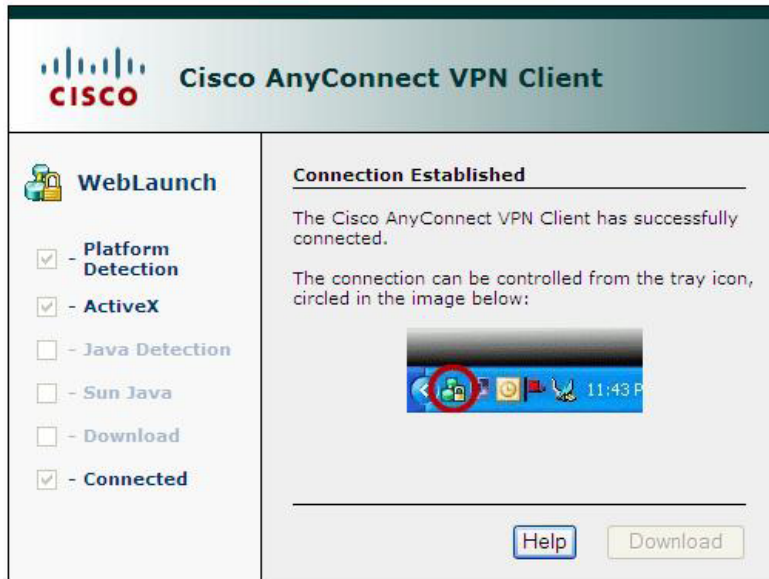 CISCO
Cisco AnyConnect VPN Client
WebLaunch
- Platform
Detection
- ActiveX
- Java Detection
- Sun Java
- Download
- Connected
Connection Established
The Cisco AnyConnect VPN Client has successfully
connected.
The connection can be controlled from the tray icon,
circled in the image below:
11:43 P
Help
Download